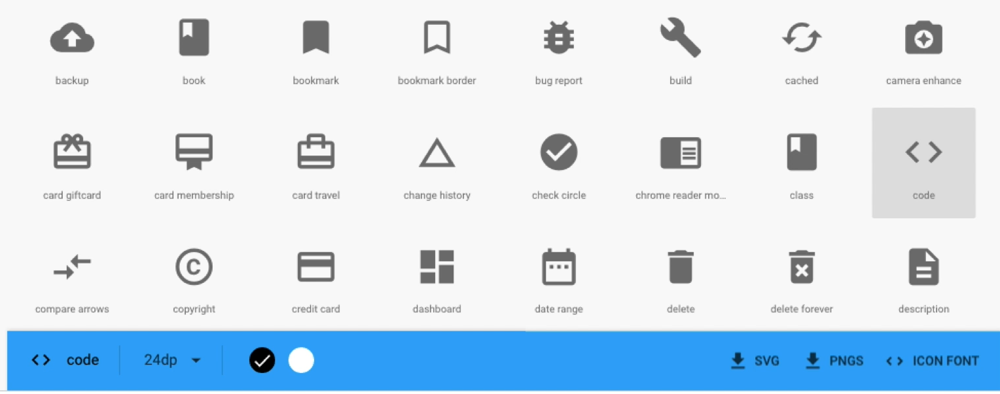 backup book bookmark bookmark border bug report build cached camera enhance
card giftcard card membership card travel change history check circle chrome reader mo... class code
compare arrows copyright credit card dashboard date range delete delete forever description
code 24dp SVG PNGS ICON FONT